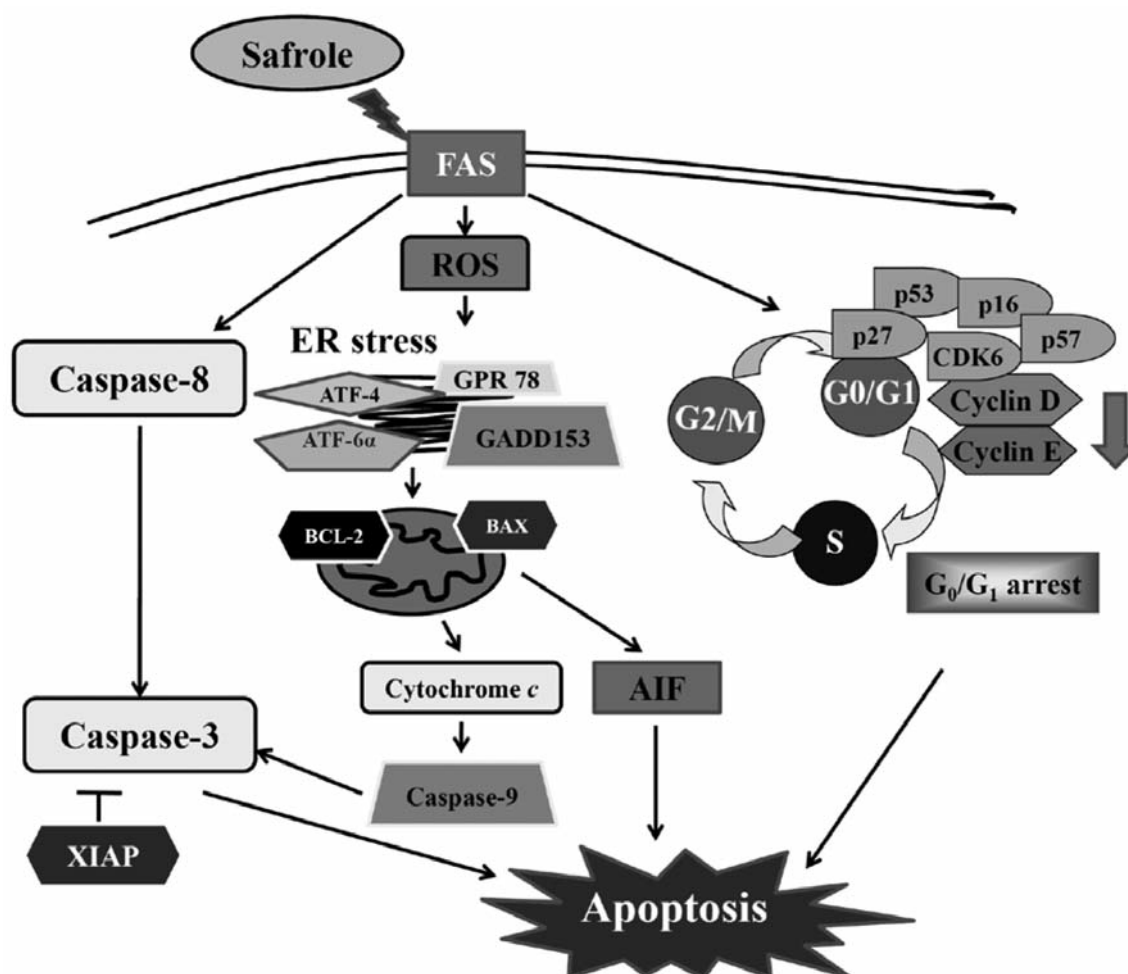 Safrole
FAS
ROS
ER stress
Caspase-8
ATF-4
GPR 78
ATF-6α
GADD153
BCL-2
BAX
p53
p16
p27
CDK6
p57
G0/G1
Cyclin D
Cyclin E
G2/M
S
G₀/G₁ arrest
Cytochrome c
AIF
Caspase-3
Caspase-9
XIAP
Apoptosis